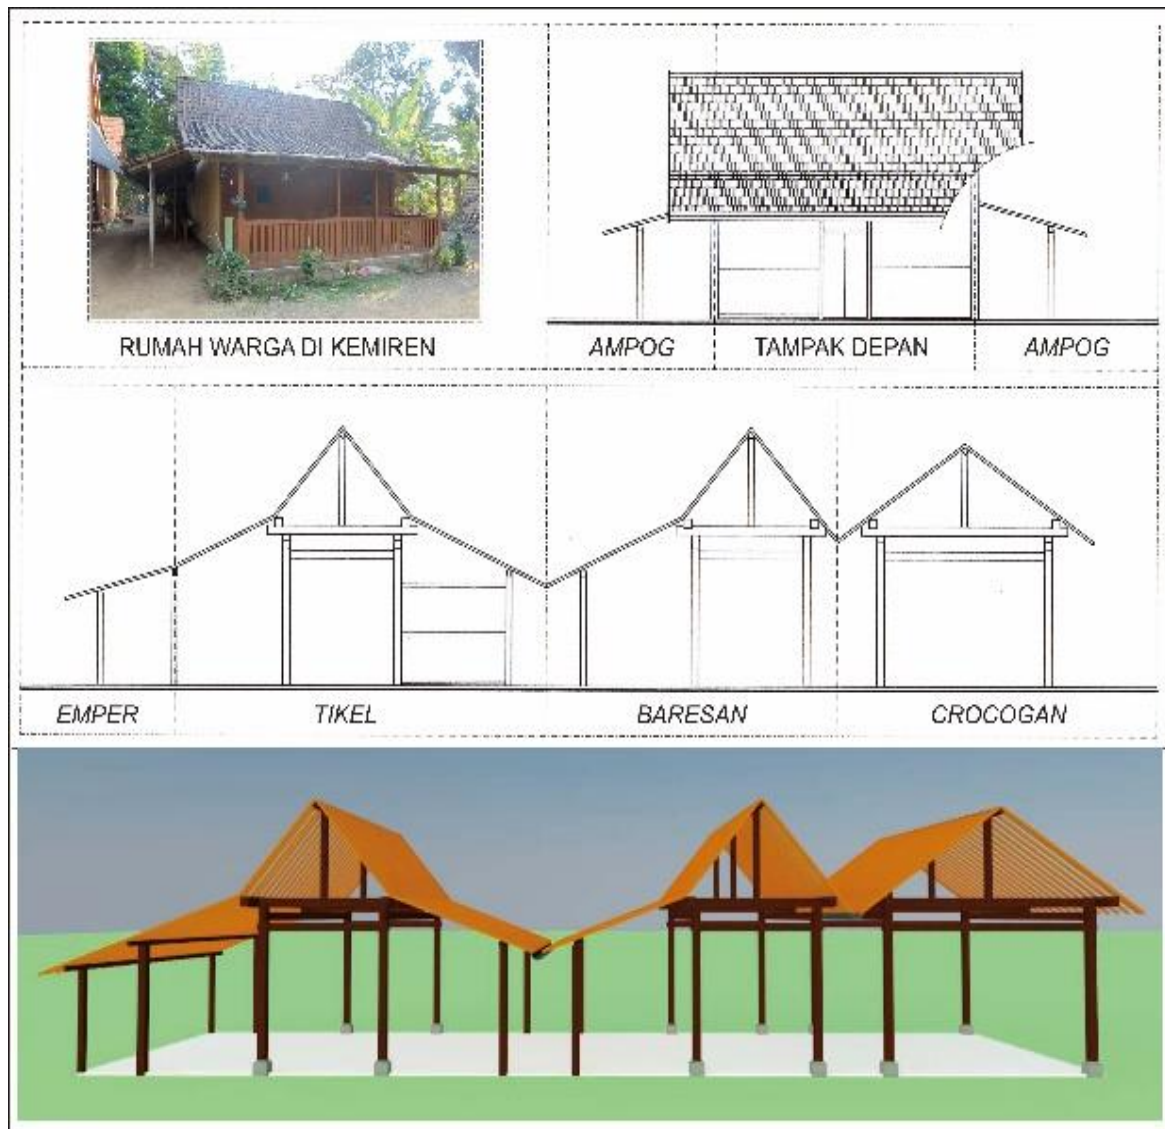 RUMAH WARGA DI KEMIREN
AMPOG TAMPAK DEPAN AMPOG
EMPER TIKEL BARESAN CROCOGAN